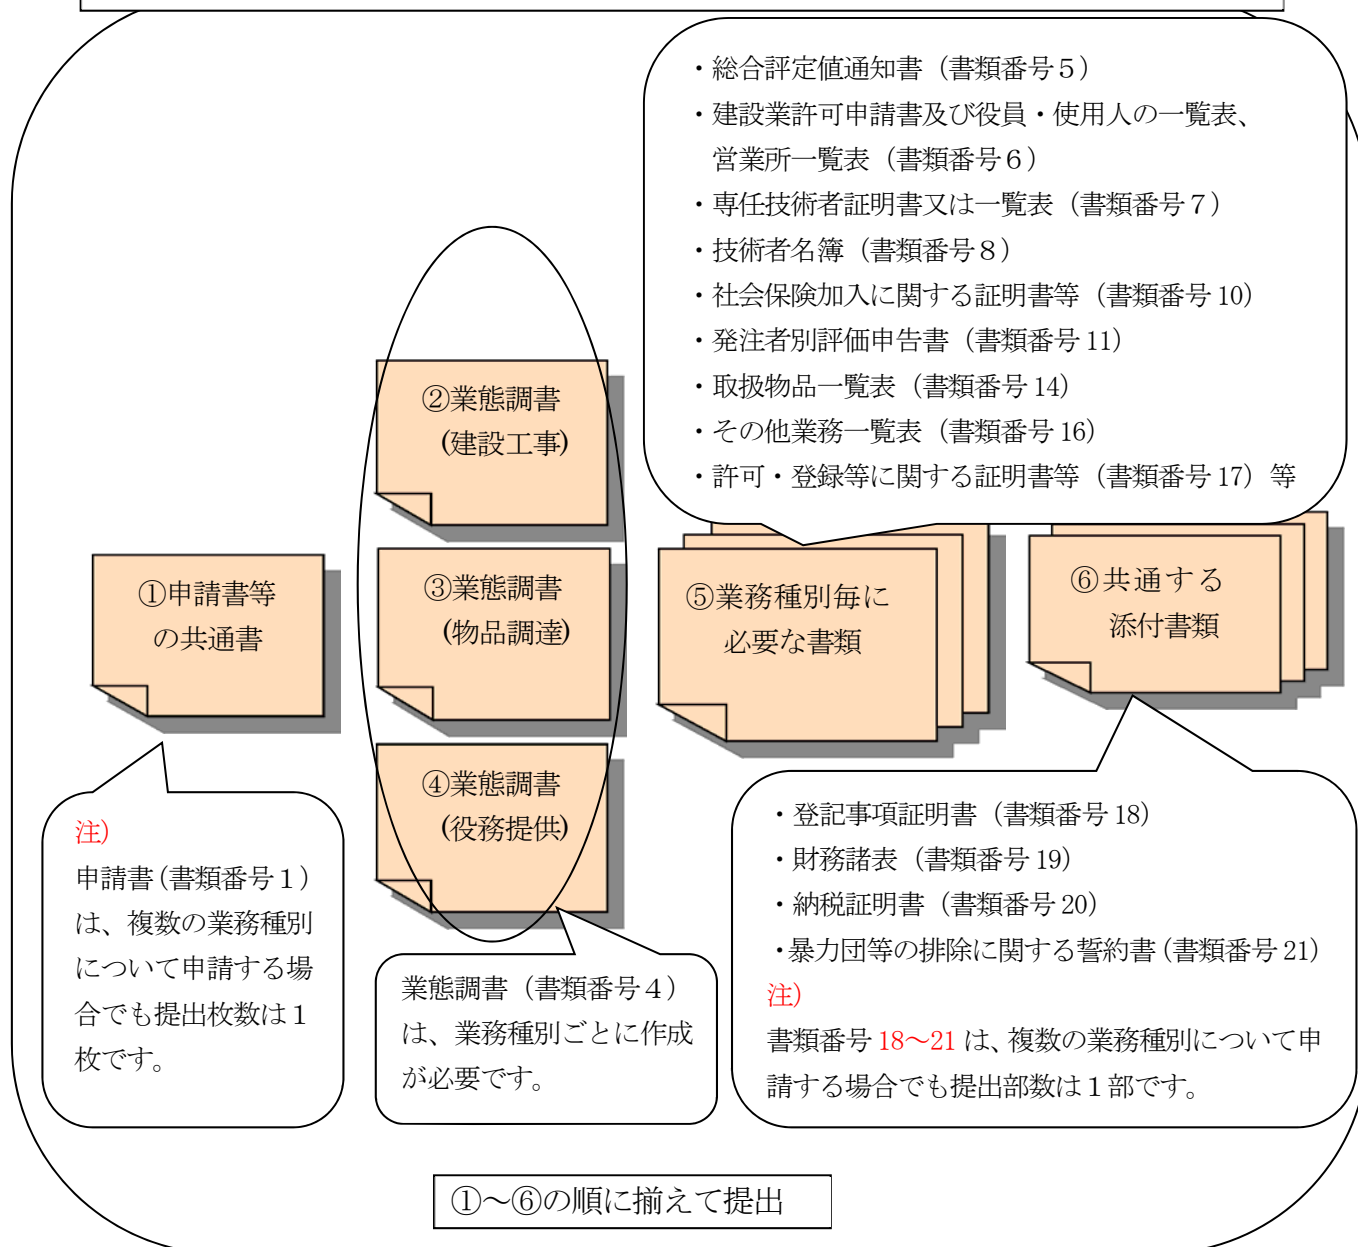 ・総合評定値通知書（書類番号５）
・建設業許可申請書及び役員・使用人の一覧表、
営業所一覧表（書類番号６）
・専任技術者証明書又は一覧表（書類番号７）
・技術者名簿（書類番号８）
・社会保険加入に関する証明書等（書類番号 10）
・発注者別評価申告書（書類番号 11）
・取扱物品一覧表（書類番号 14）
・その他業務一覧表（書類番号 16）
・許可・登録等に関する証明書等（書類番号 17）等
①申請書等
の共通書
②業態調書
(建設工事)
③業態調書
(物品調達)
④業態調書
(役務提供)
⑤業務種別毎に
必要な書類
⑥共通する
添付書類
注)
申請書（書類番号１）
は、複数の業務種別
について申請する場
合でも提出枚数は１
枚です。
業態調書（書類番号４）
は、業務種別ごとに作成
が必要です。
・登記事項証明書（書類番号 18）
・財務諸表（書類番号 19）
・納税証明書（書類番号 20）
・暴力団等の排除に関する誓約書（書類番号 21）
注)
書類番号 18～21 は、複数の業務種別について申
請する場合でも提出部数は１部です。
①～⑥の順に揃えて提出